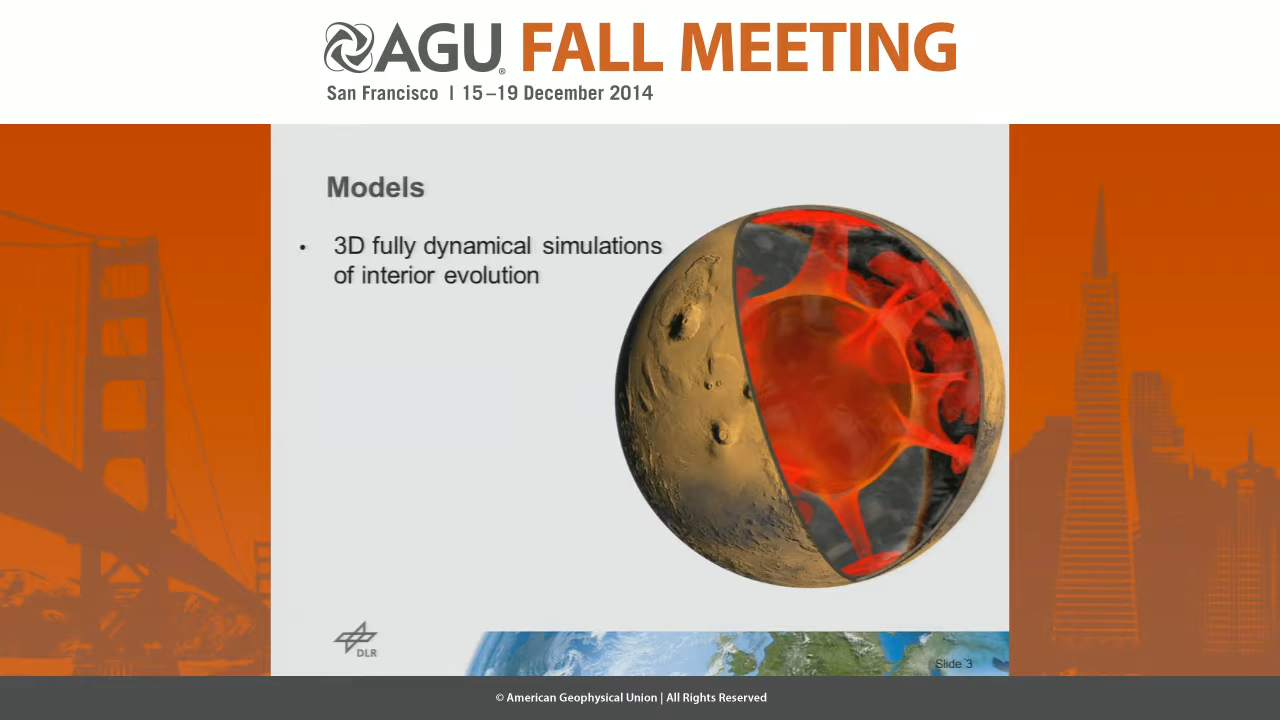 AGU® FALL MEETING
San Francisco | 15–19 December 2014
Models
• 3D fully dynamical simulations
of interior evolution
DLR
Slide 3
© American Geophysical Union | All Rights Reserved